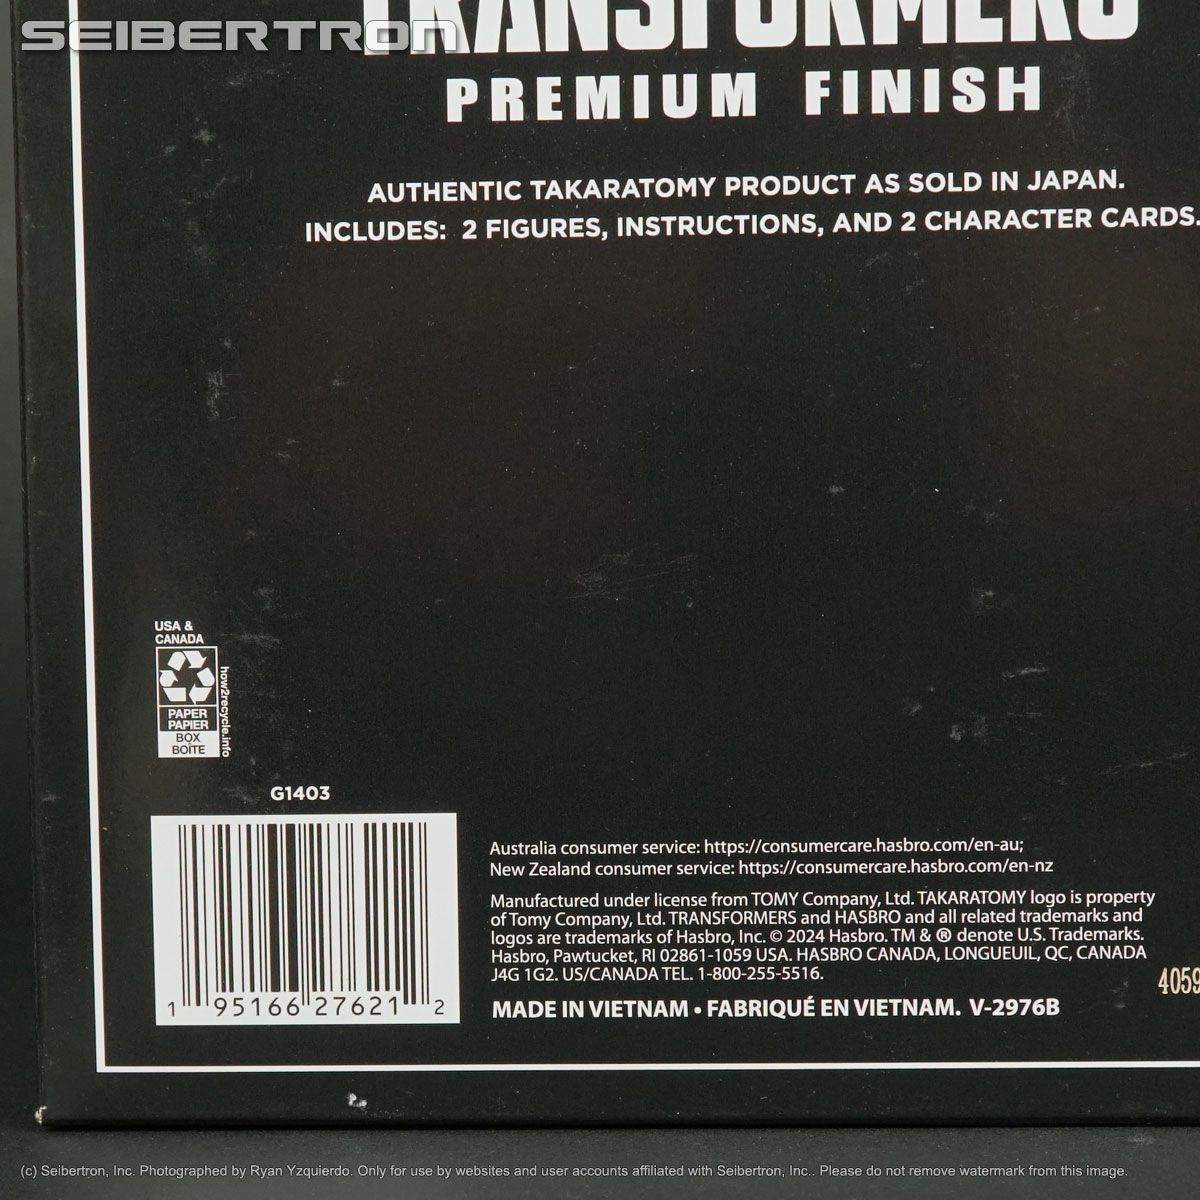 SEIBERTRON
TRANSFORMERS
PREMIUM FINISH
AUTHENTIC TAKARATOMY PRODUCT AS SOLD IN JAPAN.
INCLUDES: 2 FIGURES, INSTRUCTIONS, AND 2 CHARACTER CARDS.
USA &
CANADA
PAPER
PAPIER
BOX
BOÎTE
how2recycle.info
G1403
1 95166 27621 2
Australia consumer service: https://consumercare.hasbro.com/en-au;
New Zealand consumer service: https://consumercare.hasbro.com/en-nz
Manufactured under license from TOMY Company, Ltd. TAKARATOMY logo is property
of Tomy Company, Ltd. TRANSFORMERS and HASBRO and all related trademarks and
logos are trademarks of Hasbro, Inc. © 2024 Hasbro. TM & ® denote U.S. Trademarks.
Hasbro, Pawtucket, RI 02861-1059 USA. HASBRO CANADA, LONGUEUIL, QC, CANADA
J4G 1G2. US/CANADA TEL. 1-800-255-5516.
MADE IN VIETNAM • FABRIQUÉ EN VIETNAM. V-2976B
4059
(c) Seibertron, Inc. Photographed by Ryan Yzquierdo. Only for use by websites and user accounts affiliated with Seibertron, Inc.. Please do not remove watermark from this image.